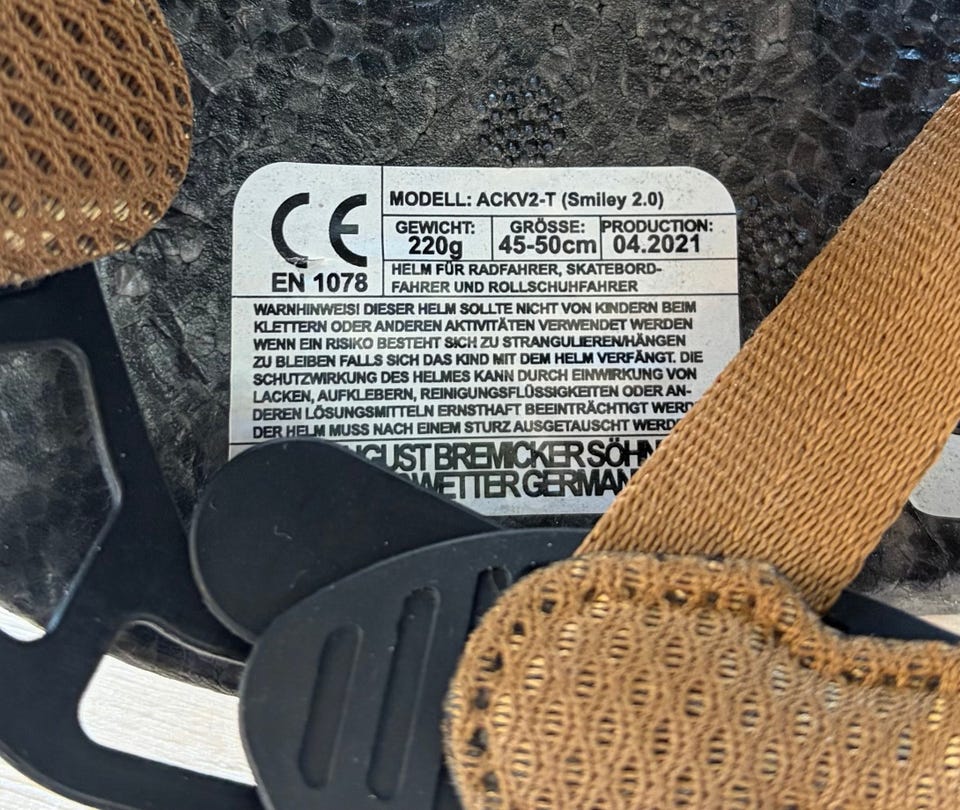 CE
EN 1078
MODELL: ACKV2-T (Smiley 2.0)
GEWICHT:
220g
GRÖSSE:
45-50cm
PRODUCTION:
04.2021
HELM FÜR RADFAHRER, SKATEBORD-
FAHRER UND ROLLSCHUHFAHRER
WARNHINWEIS! DIESER HELM SOLLTE NICHT VON KINDERN BEIM
KLETTERN ODER ANDEREN AKTIVITÄTEN VERWENDET WERDEN
WENN EIN RISIKO BESTEHT SICH ZU STRANGULIEREN/HÄNGEN
ZU BLEIBEN FALLS SICH DAS KIND MIT DEM HELM VERFÄNGT. DIE
SCHUTZWIRKUNG DES HELMES KANN DURCH EINWIRKUNG VON
LACKEN, AUFKLEBERN, REINIGUNGSFLÜSSIGKEITEN ODER AN-
DEREN LÖSUNGSMITTELN ERNSTHAFT BEEINTRÄCHTIGT
DER HELM MUSS NACH EINEM STURZ AUSGETAUSCHT
BREMICKER